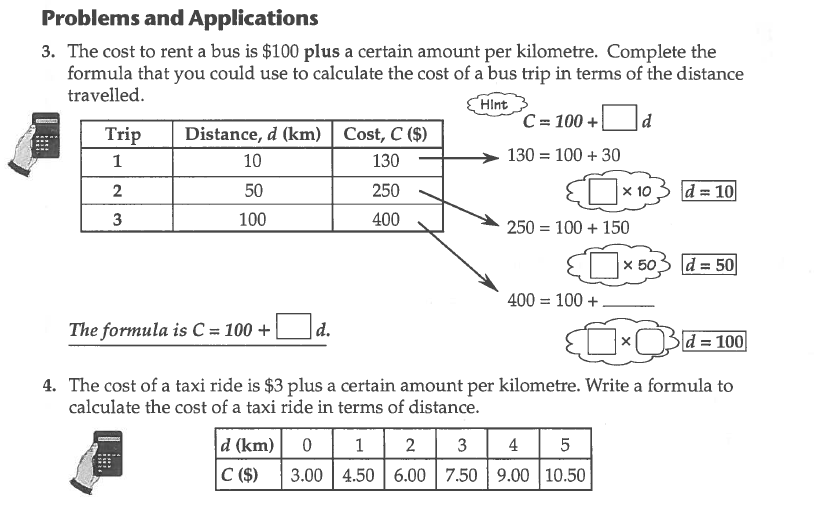 Problems and Applications
3. The cost to rent a bus is $100 plus a certain amount per kilometre. Complete the
formula that you could use to calculate the cost of a bus trip in terms of the distance
travelled.
Hint
C = 100 + □ d
Trip Distance, d (km) Cost, C ($)
1 10 130
2 50 250
3 100 400
130 = 100 + 30
□ × 10 d = 10
250 = 100 + 150
□ × 50 d = 50
400 = 100 + ______
□ × □ d = 100
The formula is C = 100 + □ d.
4. The cost of a taxi ride is $3 plus a certain amount per kilometre. Write a formula to
calculate the cost of a taxi ride in terms of distance.
d (km) 0 1 2 3 4 5
C ($) 3.00 4.50 6.00 7.50 9.00 10.50